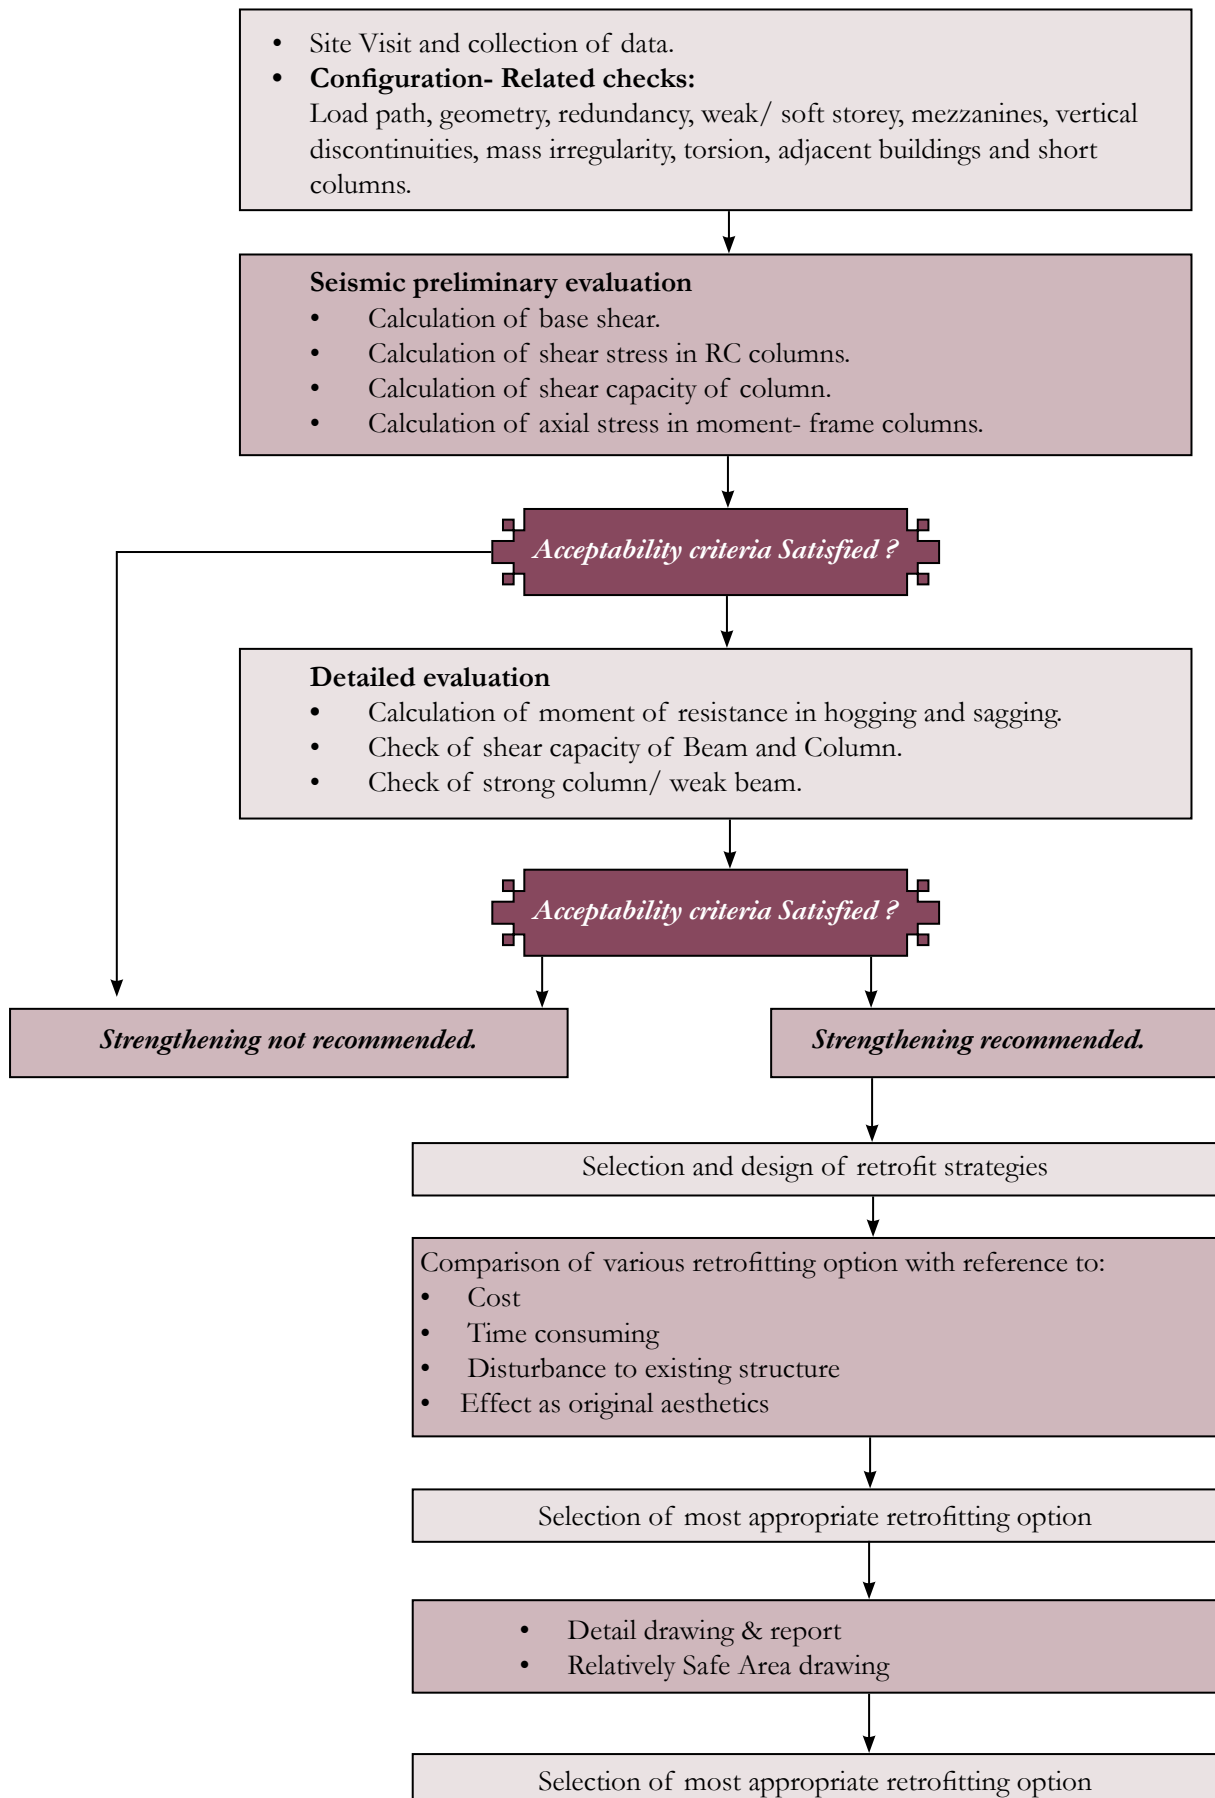 • Site Visit and collection of data.
• Configuration- Related checks:
Load path, geometry, redundancy, weak/ soft storey, mezzanines, vertical
discontinuities, mass irregularity, torsion, adjacent buildings and short
columns.
Seismic preliminary evaluation
• Calculation of base shear.
• Calculation of shear stress in RC columns.
• Calculation of shear capacity of column.
• Calculation of axial stress in moment- frame columns.
Acceptability criteria Satisfied ?
Detailed evaluation
• Calculation of moment of resistance in hogging and sagging.
• Check of shear capacity of Beam and Column.
• Check of strong column/ weak beam.
Acceptability criteria Satisfied ?
Strengthening not recommended.
Strengthening recommended.
Selection and design of retrofit strategies
Comparison of various retrofitting option with reference to:
• Cost
• Time consuming
• Disturbance to existing structure
• Effect as original aesthetics
Selection of most appropriate retrofitting option
• Detail drawing & report
• Relatively Safe Area drawing
Selection of most appropriate retrofitting option